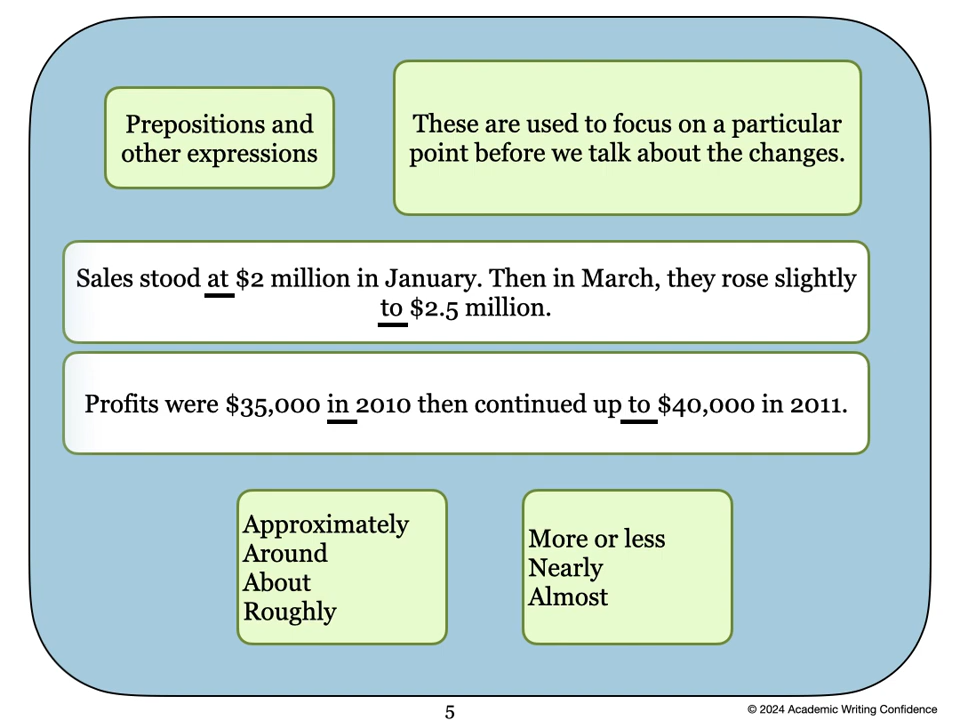 Prepositions and
other expressions
These are used to focus on a particular
point before we talk about the changes.
Sales stood at $2 million in January. Then in March, they rose slightly
to $2.5 million.
Profits were $35,000 in 2010 then continued up to $40,000 in 2011.
Approximately
Around
About
Roughly
More or less
Nearly
Almost
5
© 2024 Academic Writing Confidence